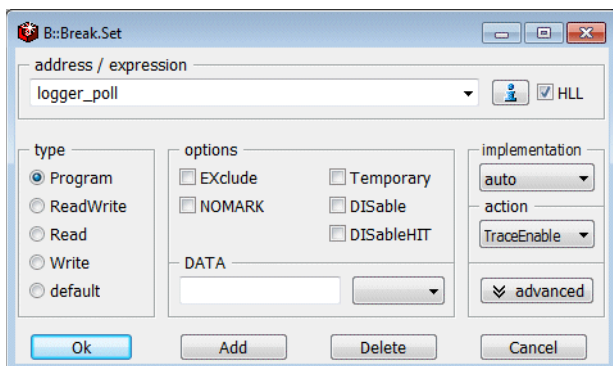 B::Break.Set
address / expression
logger_poll
HLL
type
Program
ReadWrite
Read
Write
default
options
EXclude
NOMARK
Temporary
DISable
DISableHIT
DATA
implementation
auto
action
TraceEnable
advanced
Ok
Add
Delete
Cancel